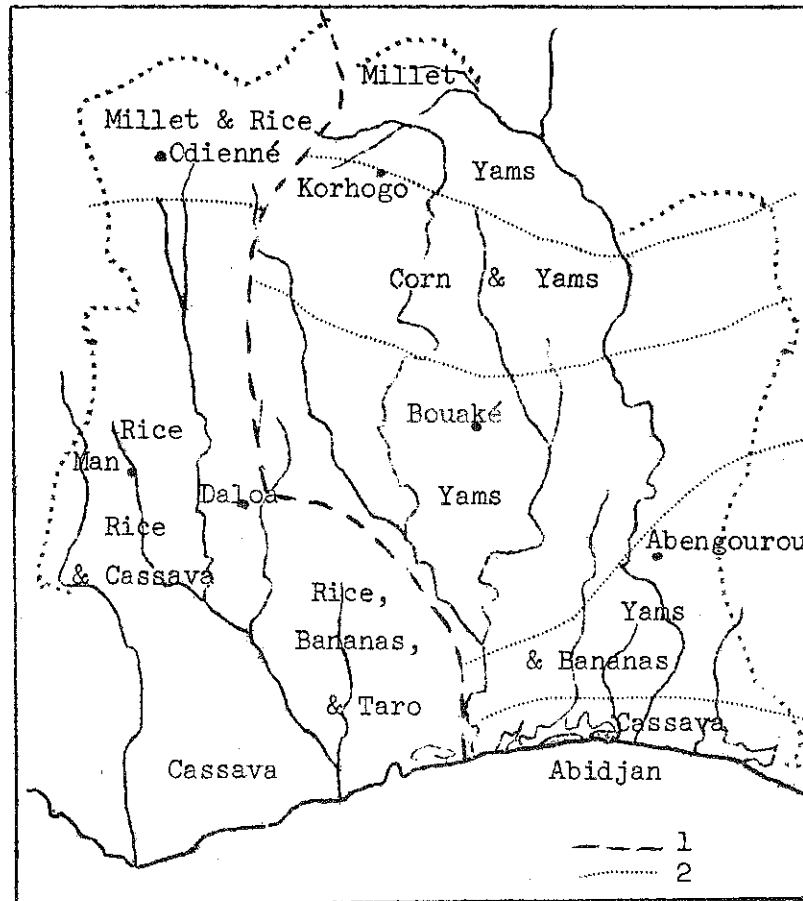 Millet
Millet & Rice
Odienné
Korhogo
Yams
Corn & Yams
Bouaké
Rice
Man
Daloa
Yams
Rice
& Cassava
Abengourou
Rice,
Bananas,
& Taro
Yams
& Bananas
Cassava
Cassava
Abidjan
1
2